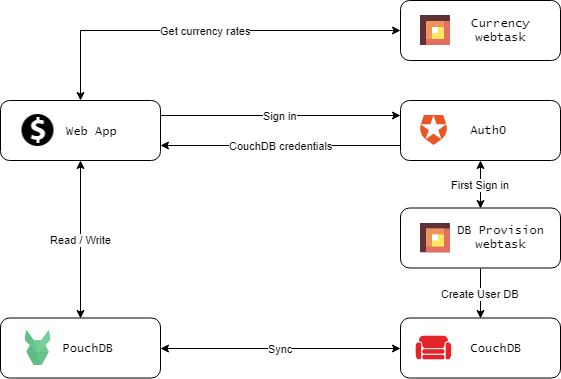 Currency
webtask
Get currency rates
Web App
Sign in
CouchDB credentials
Auth0
First Sign in
Read / Write
DB Provision
webtask
Create User DB
PouchDB
Sync
CouchDB